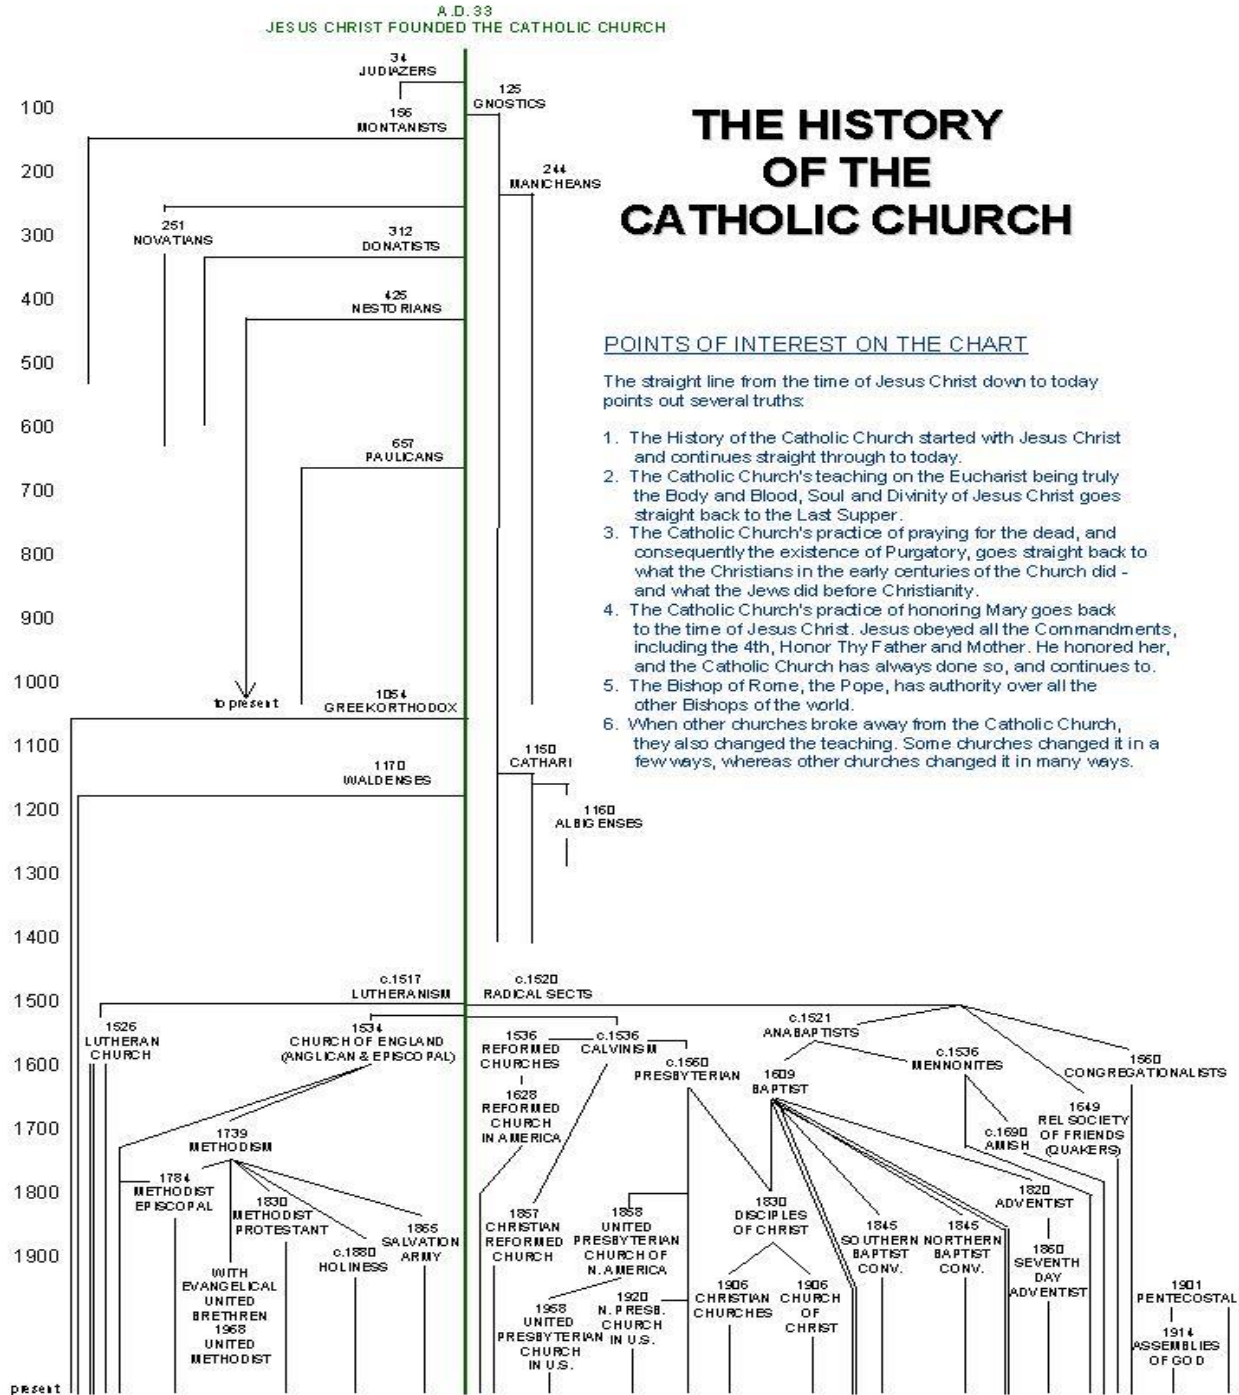 A.D. 33
JESUS CHRIST FOUNDED THE CATHOLIC CHURCH
34
JUDIAZERS
125
GNOSTICS
100
156
MONTANISTS
THE HISTORY
OF THE
CATHOLIC CHURCH
200
244
MANICHEANS
251
NOVATIANS
300
312
DONATISTS
400
425
NESTORIANS
POINTS OF INTEREST ON THE CHART
500
The straight line from the time of Jesus Christ down to today
points out several truths:
600
1. The History of the Catholic Church started with Jesus Christ
and continues straight through to today.
2. The Catholic Church's teaching on the Eucharist being truly
the Body and Blood, Soul and Divinity of Jesus Christ goes
straight back to the Last Supper.
3. The Catholic Church's practice of praying for the dead, and
consequently the existence of Purgatory, goes straight back to
what the Christians in the early centuries of the Church did -
and what the Jews did before Christianity.
4. The Catholic Church's practice of honoring Mary goes back
to the time of Jesus Christ. Jesus obeyed all the Commandments,
including the 4th, Honor Thy Father and Mother. He honored her,
and the Catholic Church has always done so, and continues to.
5. The Bishop of Rome, the Pope, has authority over all the
other Bishops of the world.
6. When other churches broke away from the Catholic Church,
they also changed the teaching. Some churches changed it in a
few ways, whereas other churches changed it in many ways.
657
PAULICANS
700
800
900
1000
to present
1054
GREEK ORTHODOX
1100
1150
CATHARI
1170
WALDENSES
1200
1160
ALBIGENSES
1300
1400
c.1517
LUTHERANISM
c.1520
RADICAL SECTS
1500
1526
LUTHERAN
CHURCH
1534
CHURCH OF ENGLAND
(ANGLICAN & EPISCOPAL)
1536
REFORMED
CHURCHES
c.1536
CALVINISM
c.1560
PRESBYTERIAN
c.1521
ANABAPTISTS
c.1536
MENNONITES
1560
CONGREGATIONALISTS
1600
1609
BAPTIST
1628
REFORMED
CHURCH
IN AMERICA
1649
REL SOCIETY
OF FRIENDS
(QUAKERS)
c.1690
AMISH
1700
1739
METHODISM
1784
METHODIST
EPISCOPAL
1800
1830
METHODIST
PROTESTANT
1865
SALVATION
ARMY
c.1880
HOLINESS
1857
CHRISTIAN
REFORMED
CHURCH
1858
UNITED
PRESBYTERIAN
CHURCH OF
N. AMERICA
1830
DISCIPLES
OF CHRIST
1845
SOUTHERN
BAPTIST
CONV.
1845
NORTHERN
BAPTIST
CONV.
1820
ADVENTIST
1860
SEVENTH
DAY
ADVENTIST
1900
WITH
EVANGELICAL
UNITED
BRETHREN
1968
UNITED
METHODIST
1958
UNITED
PRESBYTERIAN
CHURCH
IN U.S.
1920
N. PRESB.
CHURCH
IN U.S.
1906
CHRISTIAN
CHURCHES
1906
CHURCH
OF
CHRIST
1901
PENTECOSTAL
1914
ASSEMBLIES
OF GOD
present